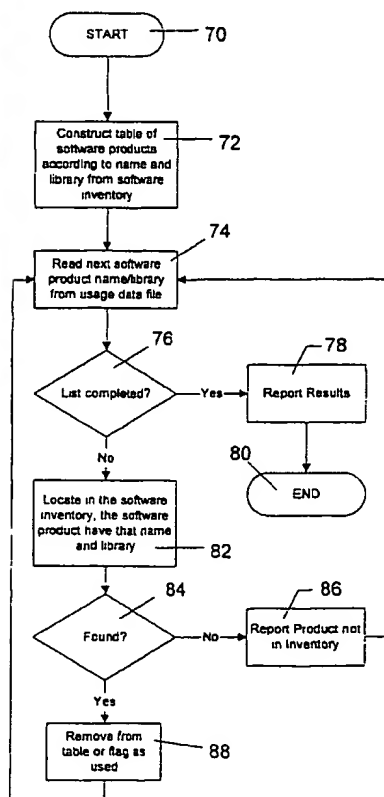 START
70
Construct table of
software products
according to name and
library from software
inventory
72
74
Read next software
product name/library
from usage data file
76
List completed?
Yes
78
Report Results
No
80
END
Locate in the software
inventory, the software
product have that name
and library
82
84
Found?
No
86
Report Product not
in Inventory
Yes
Remove from
table or flag as
used
88